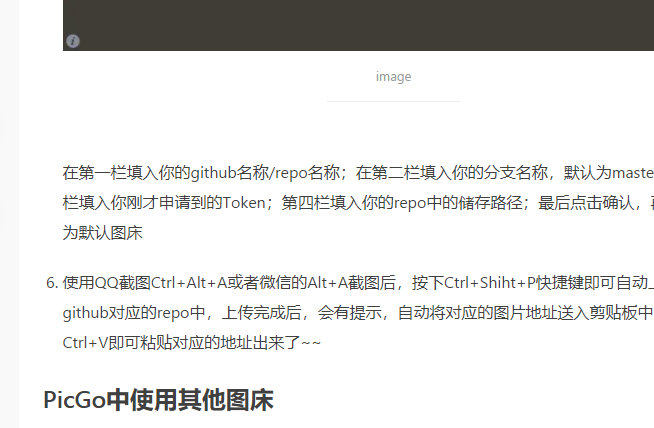 image
在第一栏填入你的github名称/repo名称；在第二栏填入你的分支名称，默认为maste
栏填入你刚才申请到的Token；第四栏填入你的repo中的储存路径；最后点击确认，
为默认图床
6. 使用QQ截图Ctrl+Alt+A或者微信的Alt+A截图后，按下Ctrl+Shiht+P快捷键即可自动
github对应的repo中，上传完成后，会有提示，自动将对应的图片地址送入剪贴板中
Ctrl+V即可粘贴对应的地址出来了~~
PicGo中使用其他图床